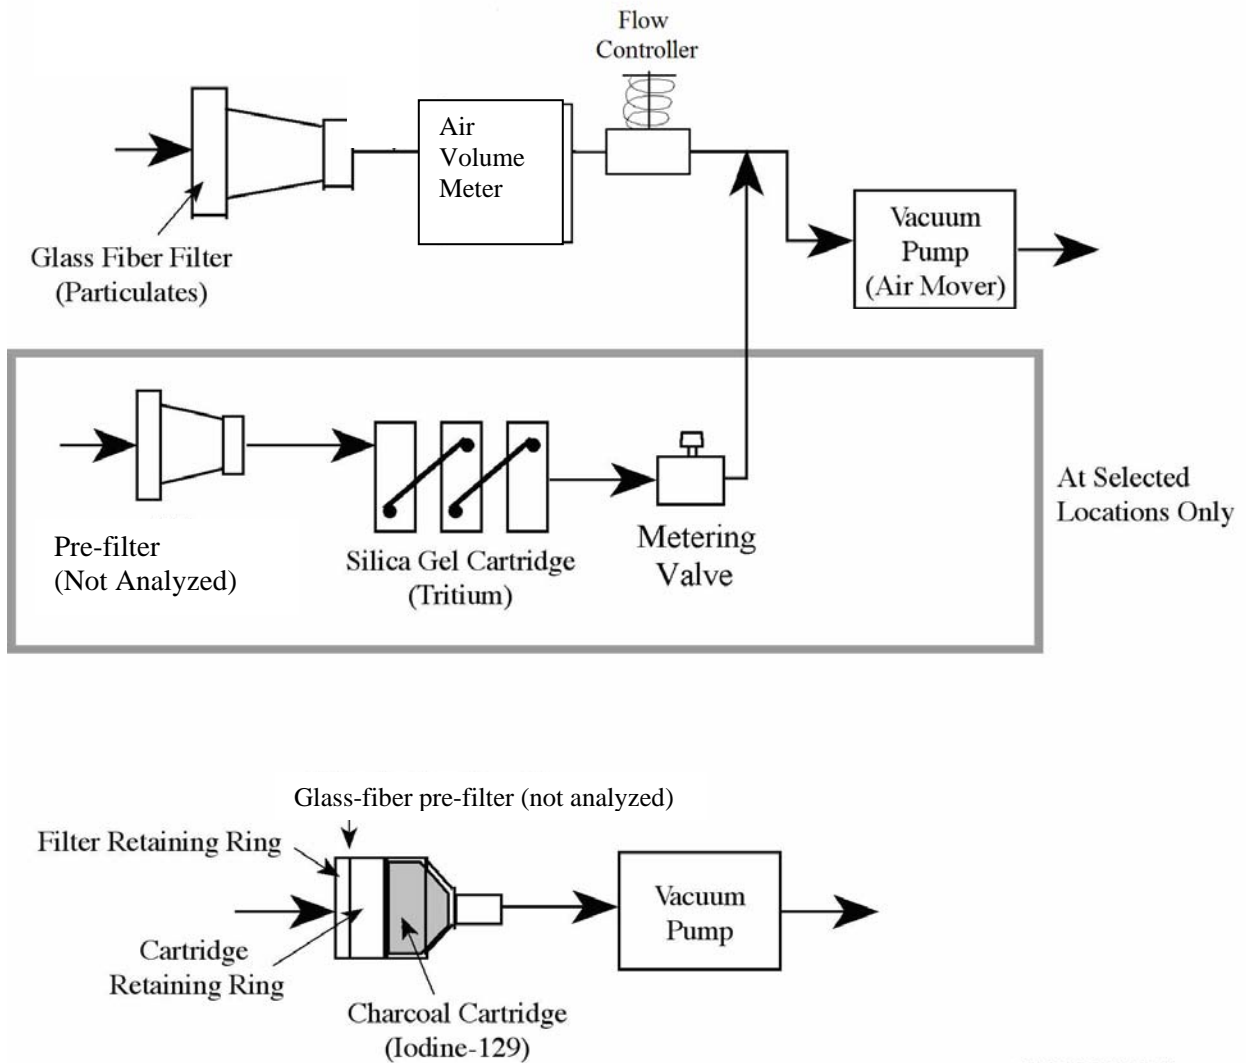 Flow
Controller
Air
Volume
Meter
Glass Fiber Filter
(Particulates)
Vacuum
Pump
(Air Mover)
Pre-filter
(Not Analyzed)
Silica Gel Cartridge
(Tritium)
Metering
Valve
At Selected
Locations Only
Glass-fiber pre-filter (not analyzed)
Filter Retaining Ring
Cartridge
Retaining Ring
Charcoal Cartridge
(Iodine-129)
Vacuum
Pump